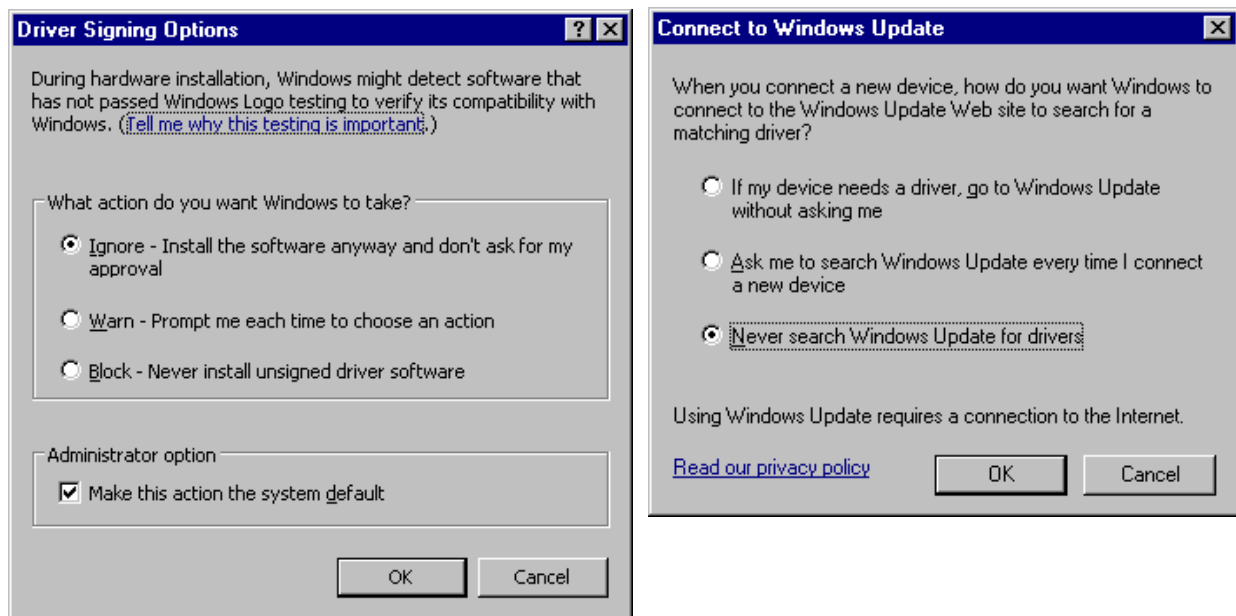 Driver Signing Options
During hardware installation, Windows might detect software that
has not passed Windows Logo testing to verify its compatibility with
Windows. (Tell me why this testing is important.)
What action do you want Windows to take?
Ignore - Install the software anyway and don't ask for my
approval
Warn - Prompt me each time to choose an action
Block - Never install unsigned driver software
Administrator option
Make this action the system default
OK
Cancel
Connect to Windows Update
When you connect a new device, how do you want Windows to
connect to the Windows Update Web site to search for a
matching driver?
If my device needs a driver, go to Windows Update
without asking me
Ask me to search Windows Update every time I connect
a new device
Never search Windows Update for drivers
Using Windows Update requires a connection to the Internet.
Read our privacy policy
OK
Cancel